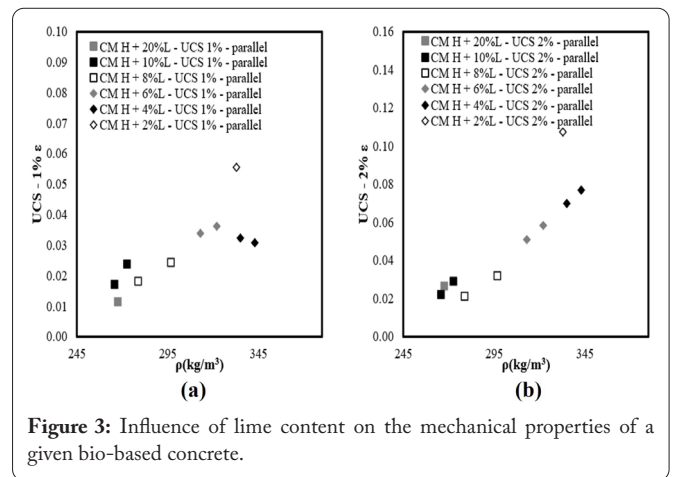 0.10
0.09
0.08
0.07
0.06
0.05
0.04
0.03
0.02
0.01
0.00
UCS - 1% ε
CM H + 20%L - UCS 1% - parallel
CM H + 10%L - UCS 1% - parallel
CM H + 8%L - UCS 1% - parallel
CM H + 6%L - UCS 1% - parallel
CM H + 4%L - UCS 1% - parallel
CM H + 2%L - UCS 1% - parallel
245 295 345
ρ(kg/m³)
(a)
0.16
0.14
0.12
0.10
0.08
0.06
0.04
0.02
0.00
UCS - 2% ε
CM H + 20%L - UCS 2% - parallel
CM H + 10%L - UCS 2% - parallel
CM H + 8%L - UCS 2% - parallel
CM H + 6%L - UCS 2% - parallel
CM H + 4%L - UCS 2% - parallel
CM H + 2%L - UCS 2% - parallel
245 295 345
ρ(kg/m³)
(b)
Figure 3: Influence of lime content on the mechanical properties of a
given bio-based concrete.